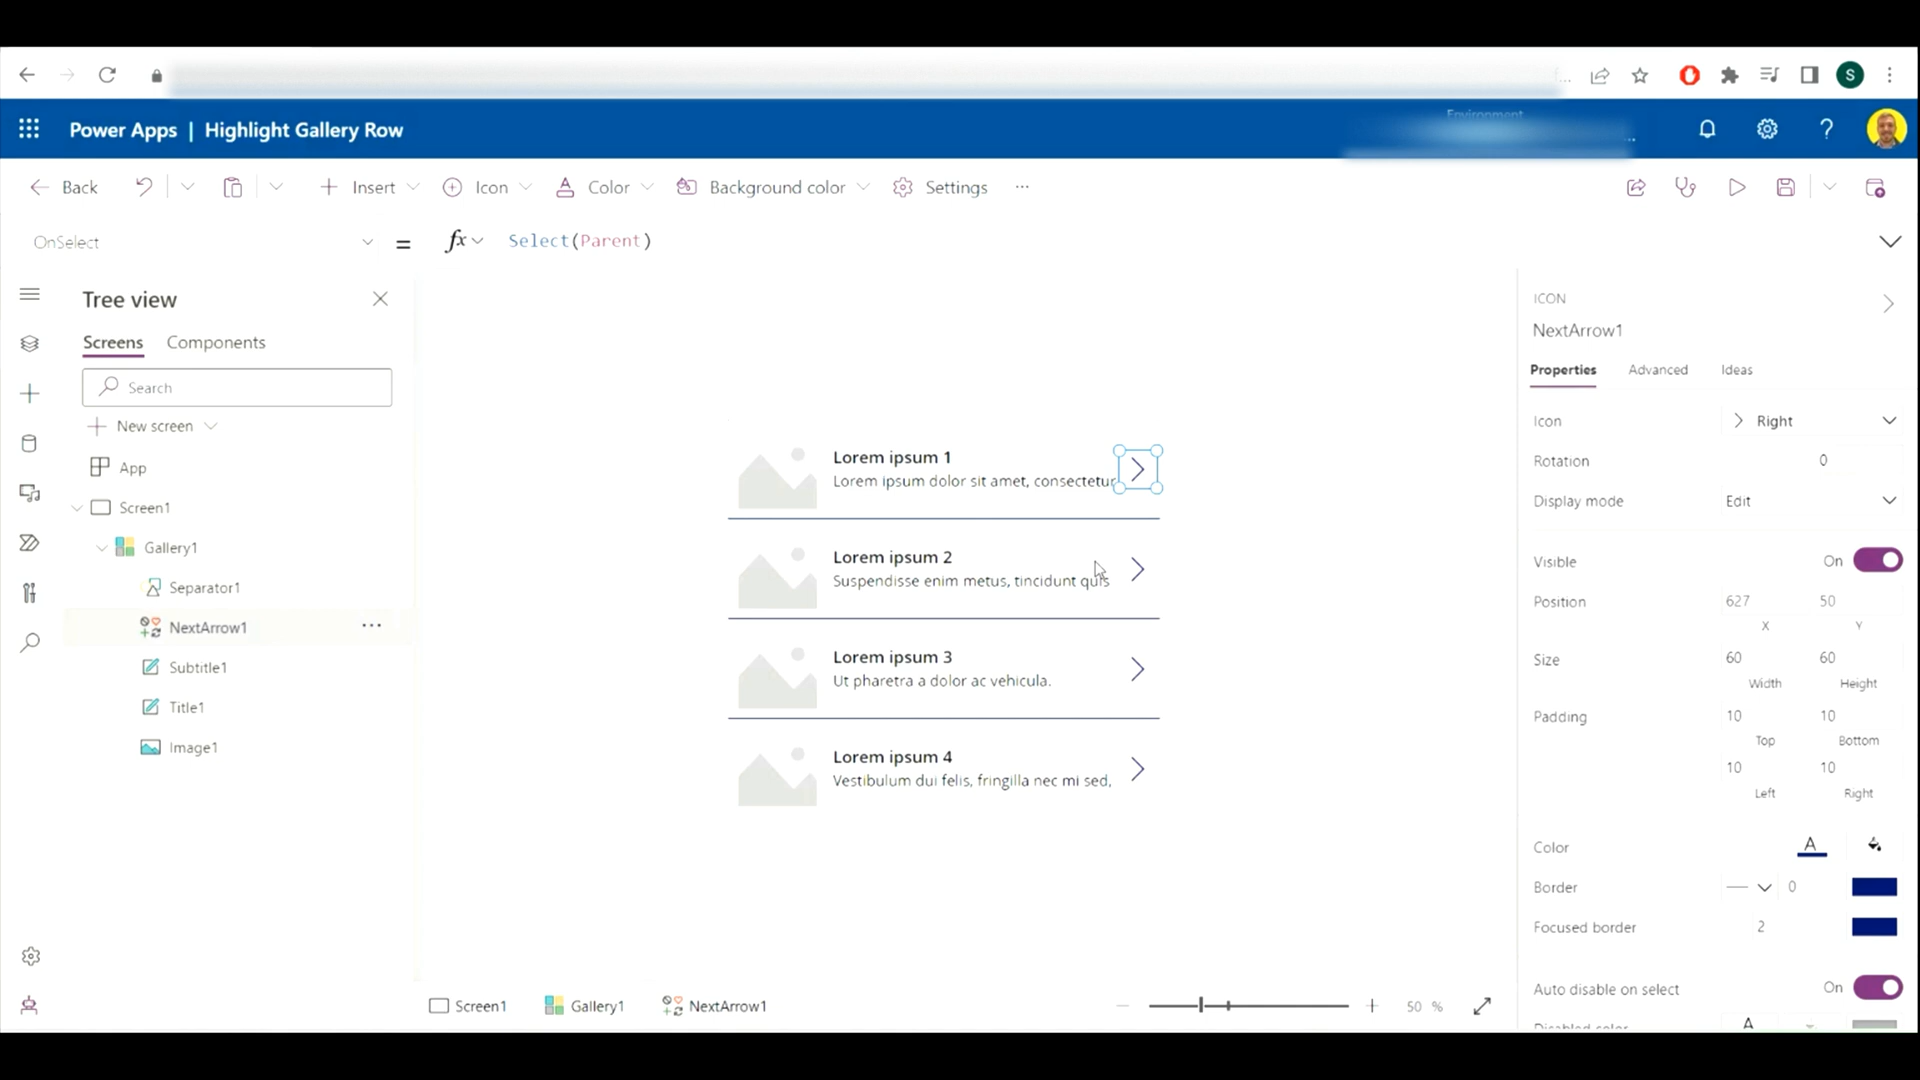 S
Power Apps | Highlight Gallery Row
Environment
Back
Insert
Icon
Color
Background color
Settings
OnSelect
=
fx
Select(Parent)
Tree view
Screens
Components
Search
New screen
App
Screen1
Gallery1
Separator1
NextArrow1
Subtitle1
Title1
Image1
Lorem ipsum 1
Lorem ipsum dolor sit amet, consectetur
Lorem ipsum 2
Suspendisse enim metus, tincidunt quis
Lorem ipsum 3
Ut pharetra a dolor ac vehicula.
Lorem ipsum 4
Vestibulum dui felis, fringilla nec mi sed,
Screen1
Gallery1
NextArrow1
50 %
ICON
NextArrow1
Properties
Advanced
Ideas
Icon Right
Rotation 0
Display mode Edit
Visible On
Position 627 50
X Y
Size 60 60
Width Height
Padding 10 10
Top Bottom
10 10
Left Right
Color A
Border 0
Focused border 2
Auto disable on select On
Disabled color A